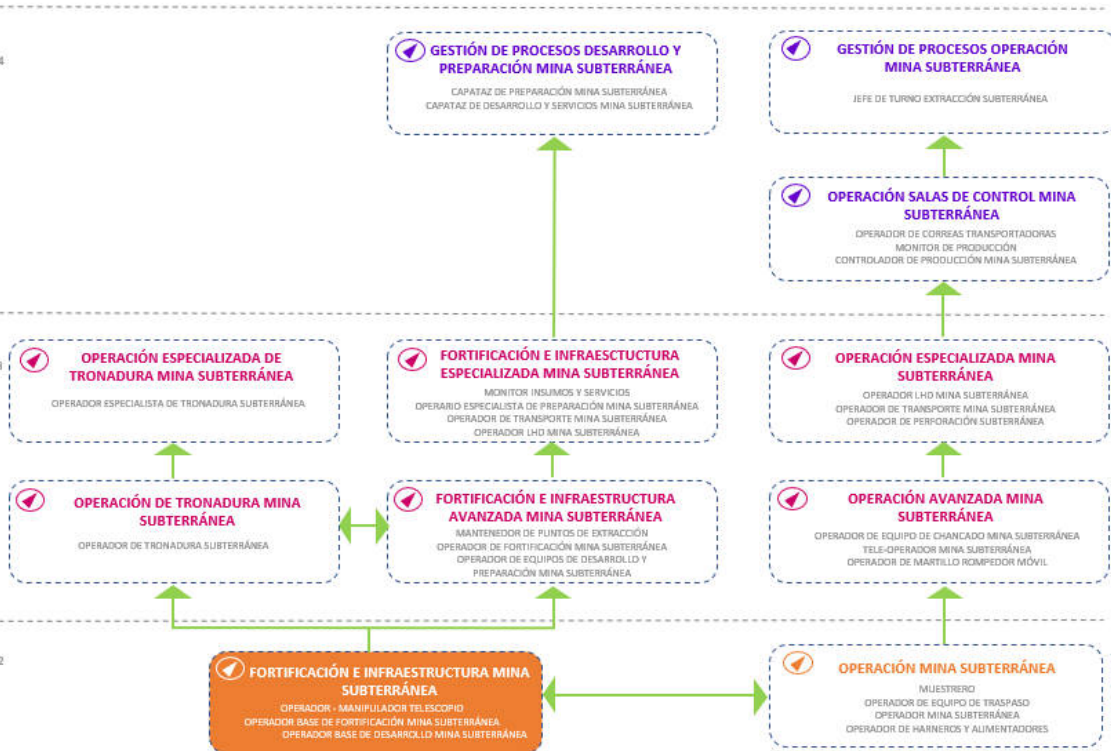 4
GESTIÓN DE PROCESOS DESARROLLO Y
PREPARACIÓN MINA SUBTERRÁNEA
CAPATAZ DE PREPARACIÓN MINA SUBTERRÁNEA
CAPATAZ DE DESARROLLO Y SERVICIOS MINA SUBTERRÁNEA
GESTIÓN DE PROCESOS OPERACIÓN
MINA SUBTERRÁNEA
JEFE DE TURNO EXTRACCIÓN SUBTERRÁNEA
OPERACIÓN SALAS DE CONTROL MINA
SUBTERRÁNEA
OPERADOR DE CORREAS TRANSPORTADORAS
MONITOR DE PRODUCCIÓN
CONTROLADOR DE PRODUCCIÓN MINA SUBTERRÁNEA
3
OPERACIÓN ESPECIALIZADA DE
TRONADURA MINA SUBTERRÁNEA
OPERADOR ESPECIALISTA DE TRONADURA SUBTERRÁNEA
FORTIFICACIÓN E INFRAESCTUCTURA
ESPECIALIZADA MINA SUBTERRÁNEA
MONITOR INSUMOS Y SERVICIOS
OPERARIO ESPECIALISTA DE PREPARACIÓN MINA SUBTERRÁNEA
OPERADOR DE TRANSPORTE MINA SUBTERRÁNEA
OPERADOR LHD MINA SUBTERRÁNEA
OPERACIÓN ESPECIALIZADA MINA
SUBTERRÁNEA
OPERADOR LHD MINA SUBTERRÁNEA
OPERADOR DE TRANSPORTE MINA SUBTERRÁNEA
OPERADOR DE PERFORACIÓN SUBTERRÁNEA
OPERACIÓN DE TRONADURA MINA
SUBTERRÁNEA
OPERADOR DE TRONADURA SUBTERRÁNEA
FORTIFICACIÓN E INFRAESTRUCTURA
AVANZADA MINA SUBTERRÁNEA
MANTENEDOR DE PUNTOS DE EXTRACCIÓN
OPERADOR DE FORTIFICACIÓN MINA SUBTERRÁNEA
OPERADOR DE EQUIPOS DE DESARROLLO Y
PREPARACIÓN MINA SUBTERRÁNEA
OPERACIÓN AVANZADA MINA
SUBTERRÁNEA
OPERADOR DE EQUIPO DE CHANCADO MINA SUBTERRÁNEA
TELE-OPERADOR MINA SUBTERRÁNEA
OPERADOR DE MARTILLO ROMPEDOR MÓVIL
2
FORTIFICACIÓN E INFRAESTRUCTURA MINA
SUBTERRÁNEA
OPERADOR - MANIPULADOR TELESCOPIO
OPERADOR BASE DE FORTIFICACIÓN MINA SUBTERRÁNEA
OPERADOR BASE DE DESARROLLO MINA SUBTERRÁNEA
OPERACIÓN MINA SUBTERRÁNEA
MUESTRERO
OPERADOR DE EQUIPO DE TRASPASO
OPERADOR MINA SUBTERRÁNEA
OPERADOR DE HARNEROS Y ALIMENTADORES